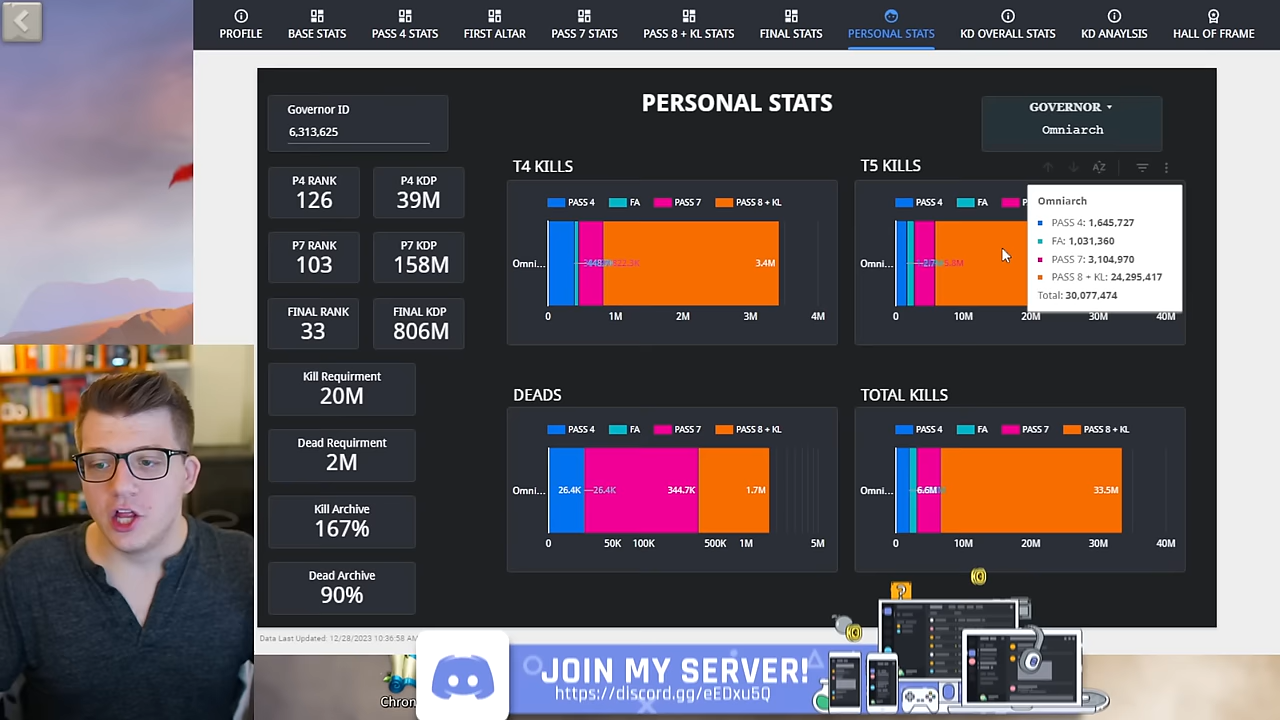 PROFILE
BASE STATS
PASS 4 STATS
FIRST ALTAR
PASS 7 STATS
PASS 8 + KL STATS
FINAL STATS
PERSONAL STATS
KD OVERALL STATS
KD ANAYLSIS
HALL OF FRAME
Governor ID
6,313,625
PERSONAL STATS
GOVERNOR
Omniarch
P4 RANK
126
P4 KDP
39M
P7 RANK
103
P7 KDP
158M
FINAL RANK
33
FINAL KDP
806M
Kill Requirment
20M
Dead Requirment
2M
Kill Archive
167%
Dead Archive
90%
T4 KILLS
PASS 4 FA PASS 7 PASS 8 + KL
Omni...
3.4M
0 1M 2M 3M 4M
T5 KILLS
PASS 4 FA P
Omni...
0 10M 20M 30M 40M
Omniarch
PASS 4: 1,645,727
FA: 1,031,360
PASS 7: 3,104,970
PASS 8 + KL: 24,295,417
Total: 30,077,474
DEADS
PASS 4 FA PASS 7 PASS 8 + KL
Omni... 26.4K 26.4K 344.7K 1.7M
0 50K 100K 500K 1M 5M
TOTAL KILLS
PASS 4 FA PASS 7 PASS 8 + KL
Omni... 6.6M 33.5M
0 10M 20M 30M 40M
Data Last Updated: 12/28/2023 10:36:58 AM
Chron
JOIN MY SERVER!
https://discord.gg/eEDxu5Q